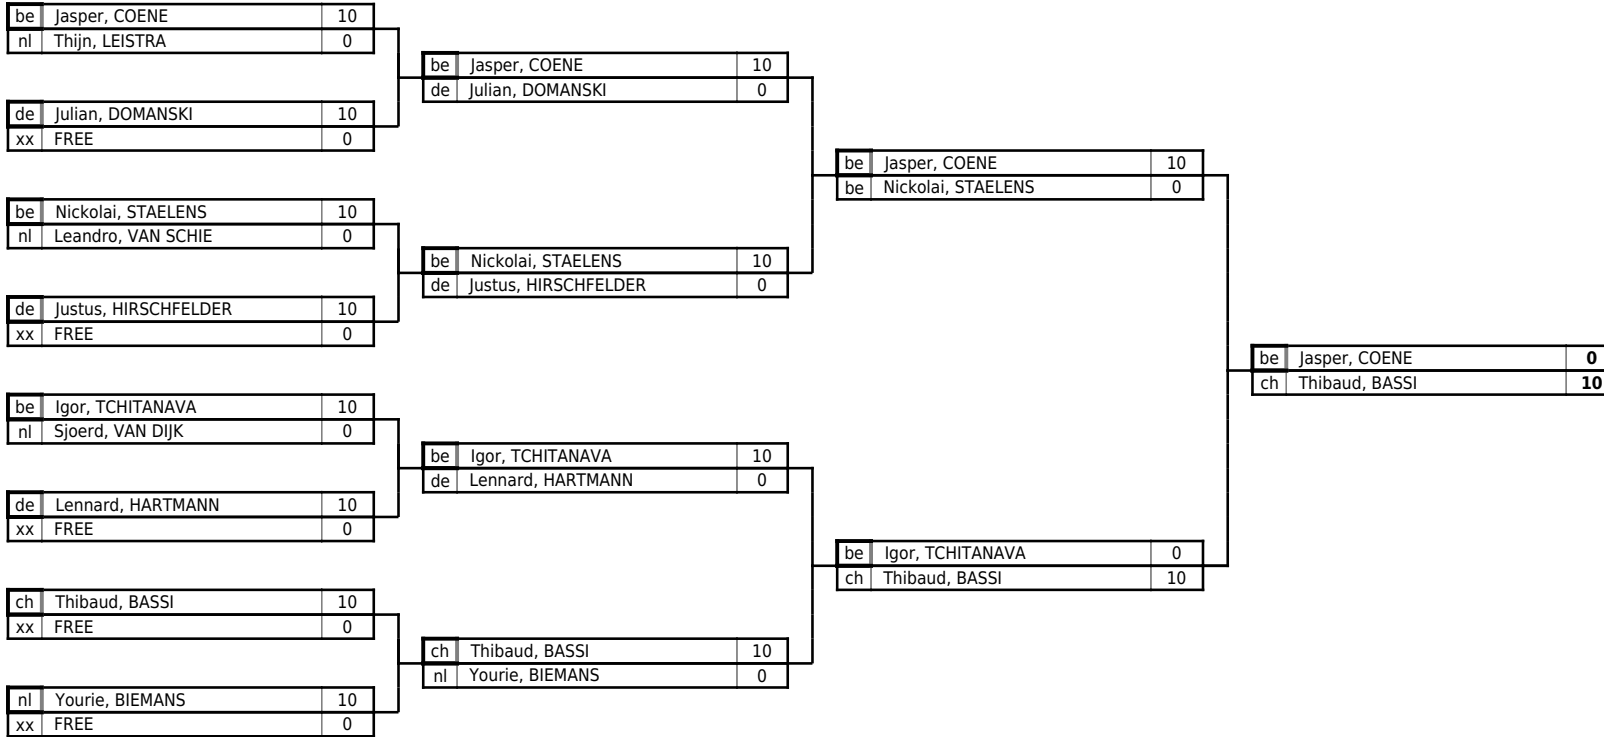 be Jasper, COENE 10
nl Thijn, LEISTRA 0
de Julian, DOMANSKI 10
xx FREE 0
be Nickolai, STAELENS 10
nl Leandro, VAN SCHIE 0
de Justus, HIRSCHFELDER 10
xx FREE 0
be Igor, TCHITANAVA 10
nl Sjoerd, VAN DIJK 0
de Lennard, HARTMANN 10
xx FREE 0
ch Thibaud, BASSI 10
xx FREE 0
nl Yourie, BIEMANS 10
xx FREE 0
be Jasper, COENE 10
de Julian, DOMANSKI 0
be Nickolai, STAELENS 10
de Justus, HIRSCHFELDER 0
be Igor, TCHITANAVA 10
de Lennard, HARTMANN 0
ch Thibaud, BASSI 10
nl Yourie, BIEMANS 0
be Jasper, COENE 10
be Nickolai, STAELENS 0
be Igor, TCHITANAVA 0
ch Thibaud, BASSI 10
be Jasper, COENE 0
ch Thibaud, BASSI 10